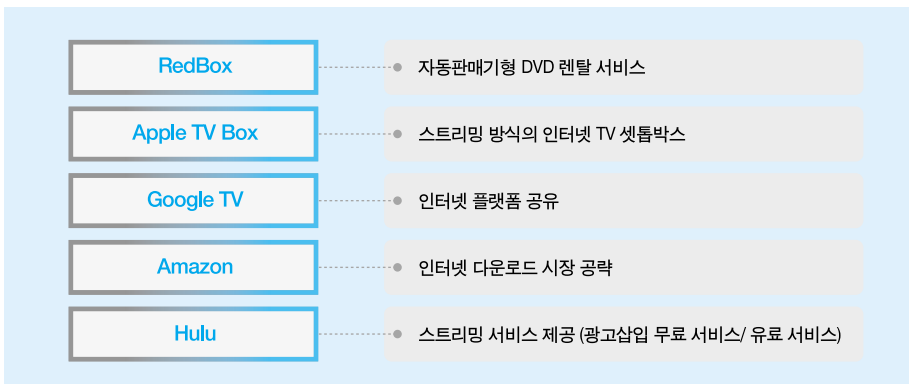 RedBox 자동판매기형 DVD 렌탈 서비스
Apple TV Box 스트리밍 방식의 인터넷 TV 셋톱박스
Google TV 인터넷 플랫폼 공유
Amazon 인터넷 다운로드 시장 공략
Hulu 스트리밍 서비스 제공 (광고삽입 무료 서비스/ 유료 서비스)